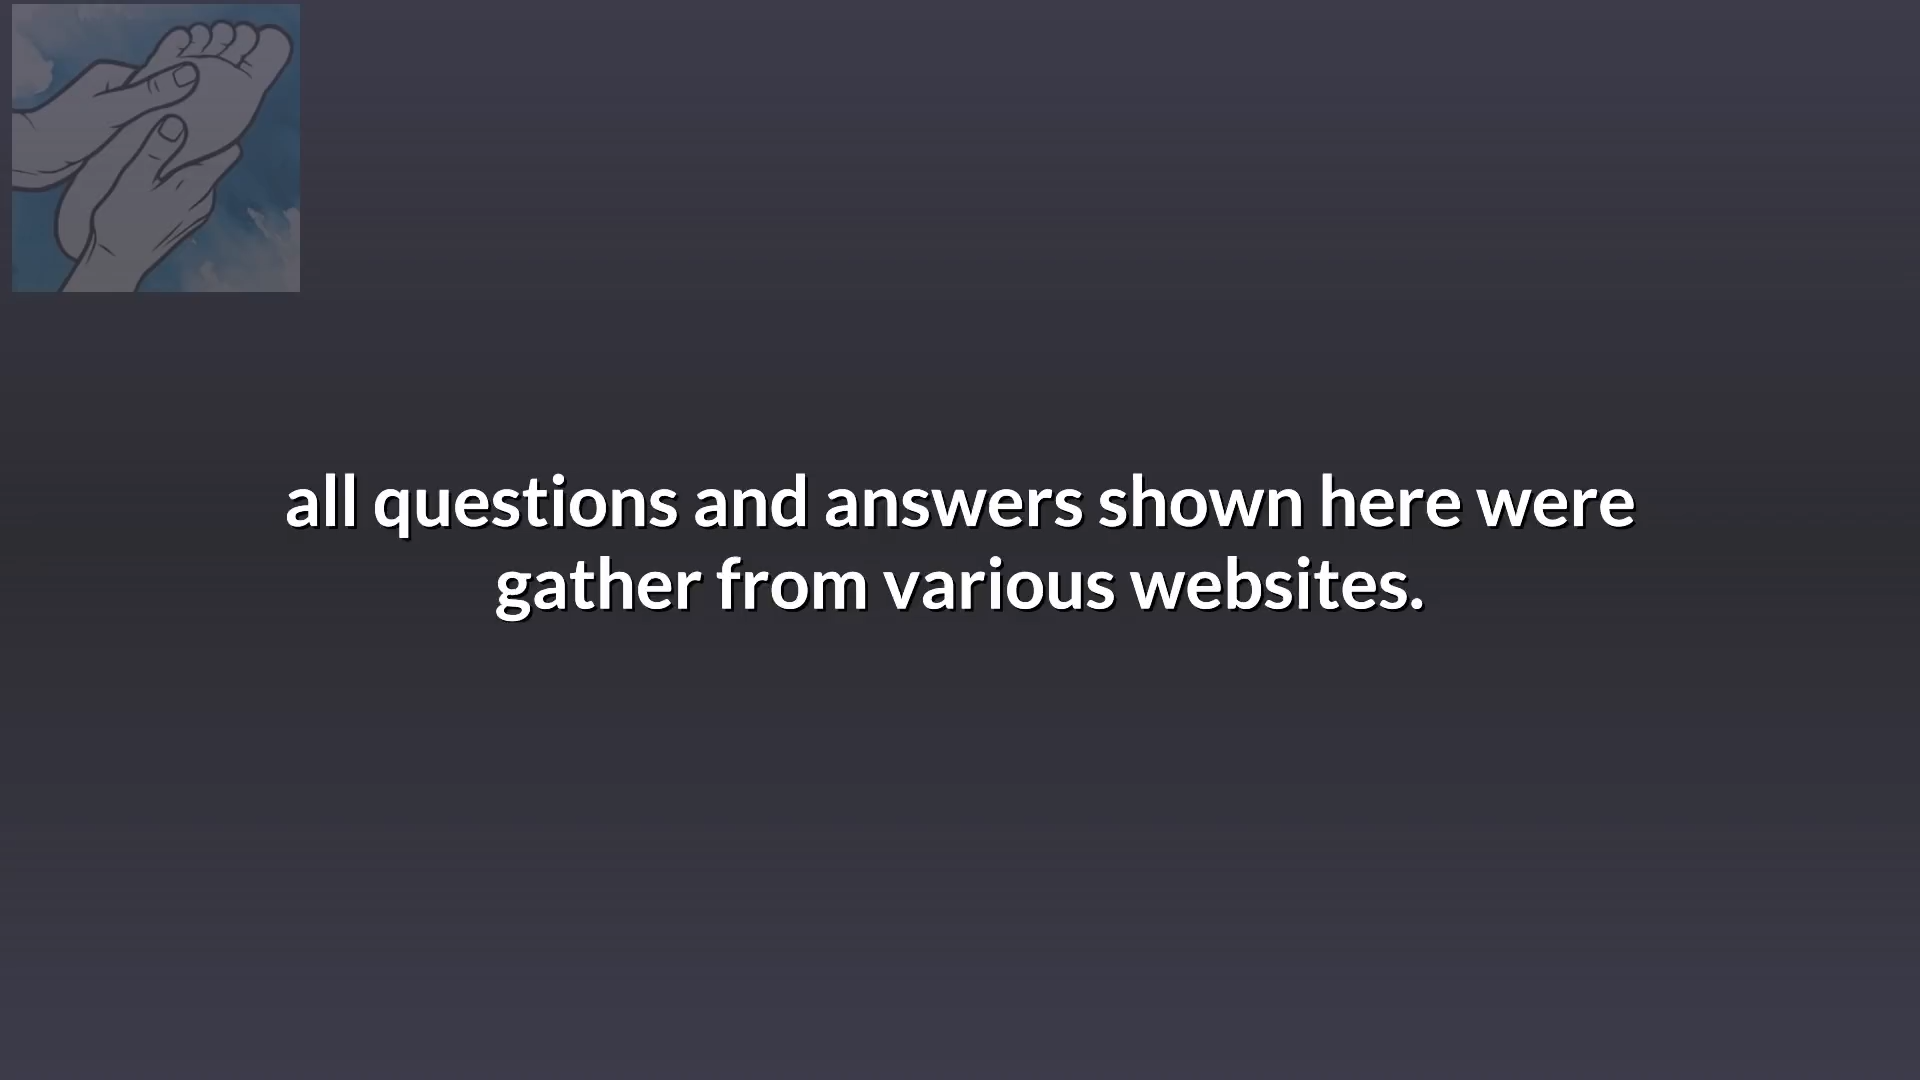 all questions and answers shown here were
gather from various websites.